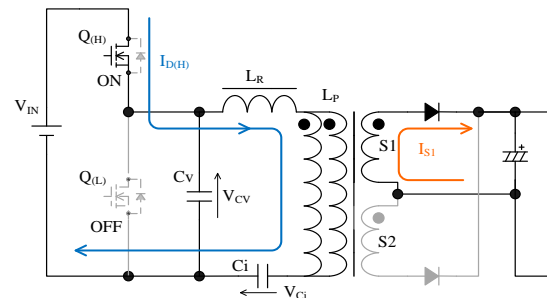 Q(H)
ID(H)
ON
LR
LP
VIN
S1
IS1
Q(L)
Cv
VCV
OFF
S2
Ci
VCi
+